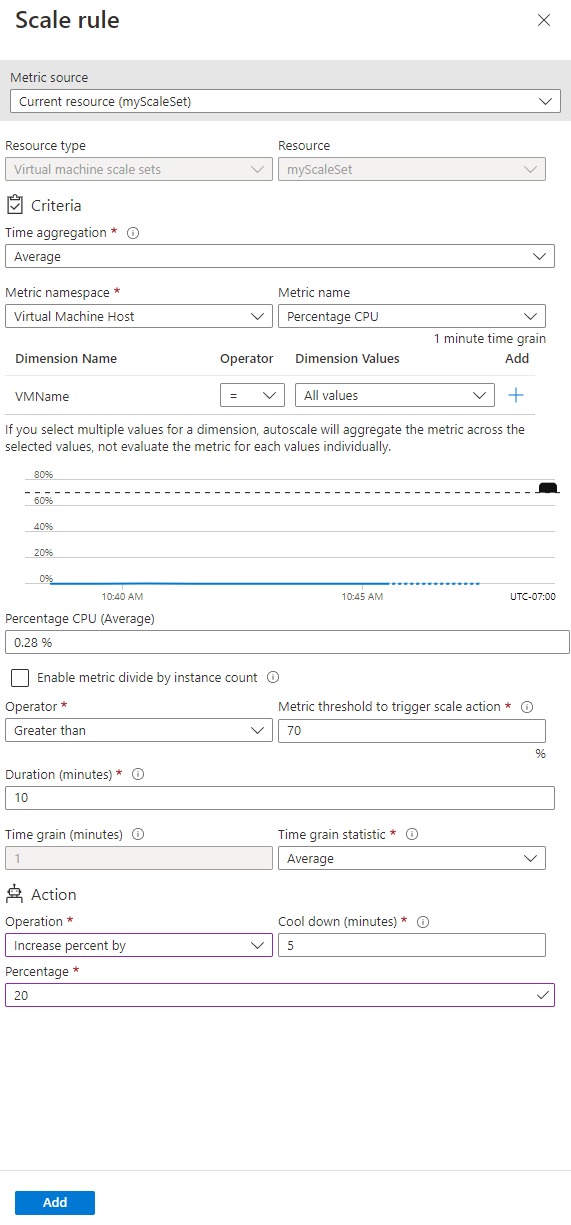 Scale rule
Metric source
Current resource (myScaleSet)
Resource type
Resource
Virtual machine scale sets
myScaleSet
Criteria
Time aggregation *
Average
Metric namespace *
Metric name
Virtual Machine Host
Percentage CPU
1 minute time grain
Dimension Name
Operator
Dimension Values
Add
VMName
=
All values
If you select multiple values for a dimension, autoscale will aggregate the metric across the
selected values, not evaluate the metric for each values individually.
80%
60%
40%
20%
0%
10:40 AM
10:45 AM
UTC-07:00
Percentage CPU (Average)
0.28 %
Enable metric divide by instance count
Operator *
Metric threshold to trigger scale action *
Greater than
70
%
Duration (minutes) *
10
Time grain (minutes)
Time grain statistic *
1
Average
Action
Operation *
Cool down (minutes) *
Increase percent by
5
Percentage *
20
Add